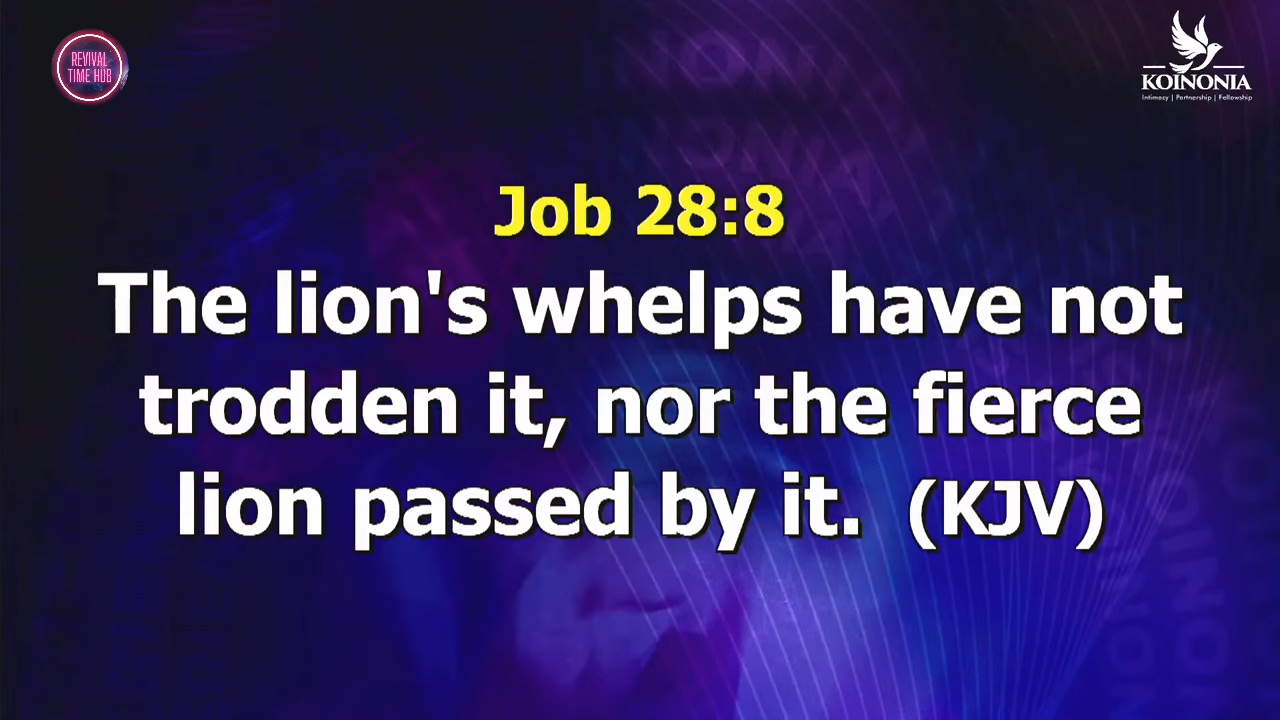 REVIVAL
TIME HUB
KOINONIA
Intimacy | Partnership | Fellowship
Job 28:8
The lion's whelps have not
trodden it, nor the fierce
lion passed by it. (KJV)